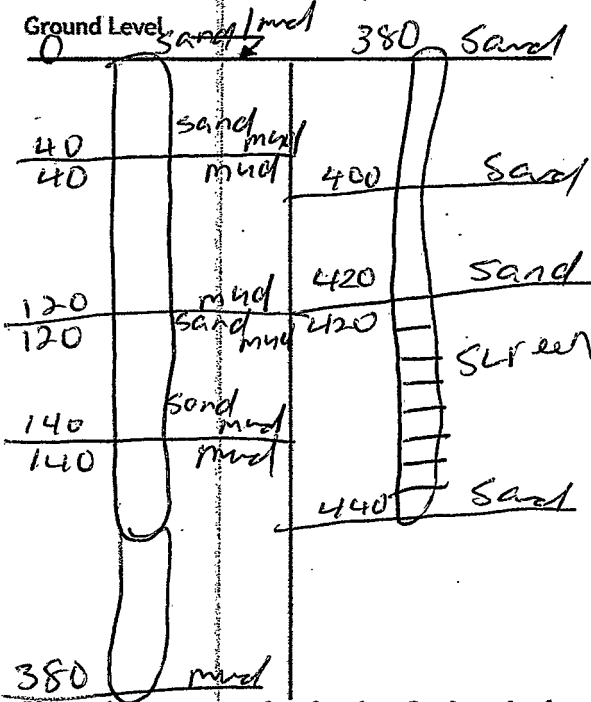 Ground Level
0 sand/mud
sand
mud
40
40 mud
mud
120
120 sand
mud
sand
140 mud
140 mud
380 mud
380 Sand
400 Sand
420 Sand
420
Screen
440 Sand